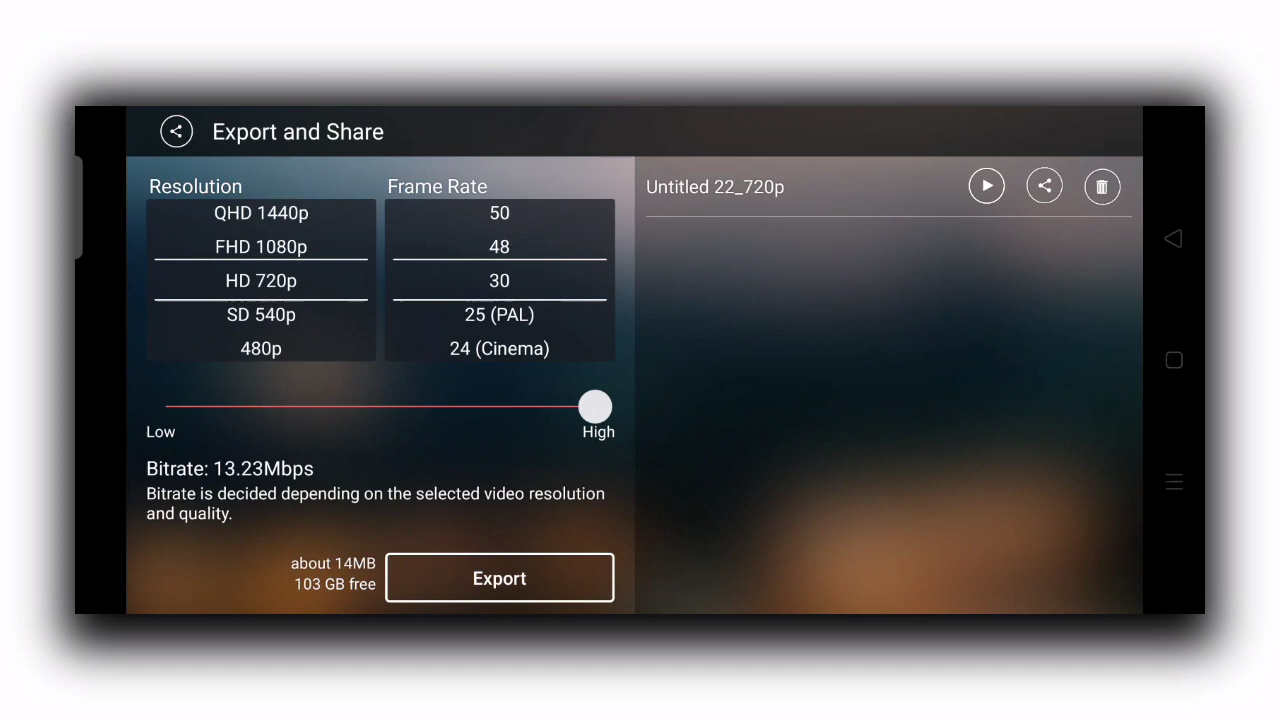 Export and Share
Resolution
QHD 1440p
FHD 1080p
HD 720p
SD 540p
480p
Frame Rate
50
48
30
25 (PAL)
24 (Cinema)
Low
High
Bitrate: 13.23Mbps
Bitrate is decided depending on the selected video resolution
and quality.
about 14MB
103 GB free
Export
Untitled 22_720p